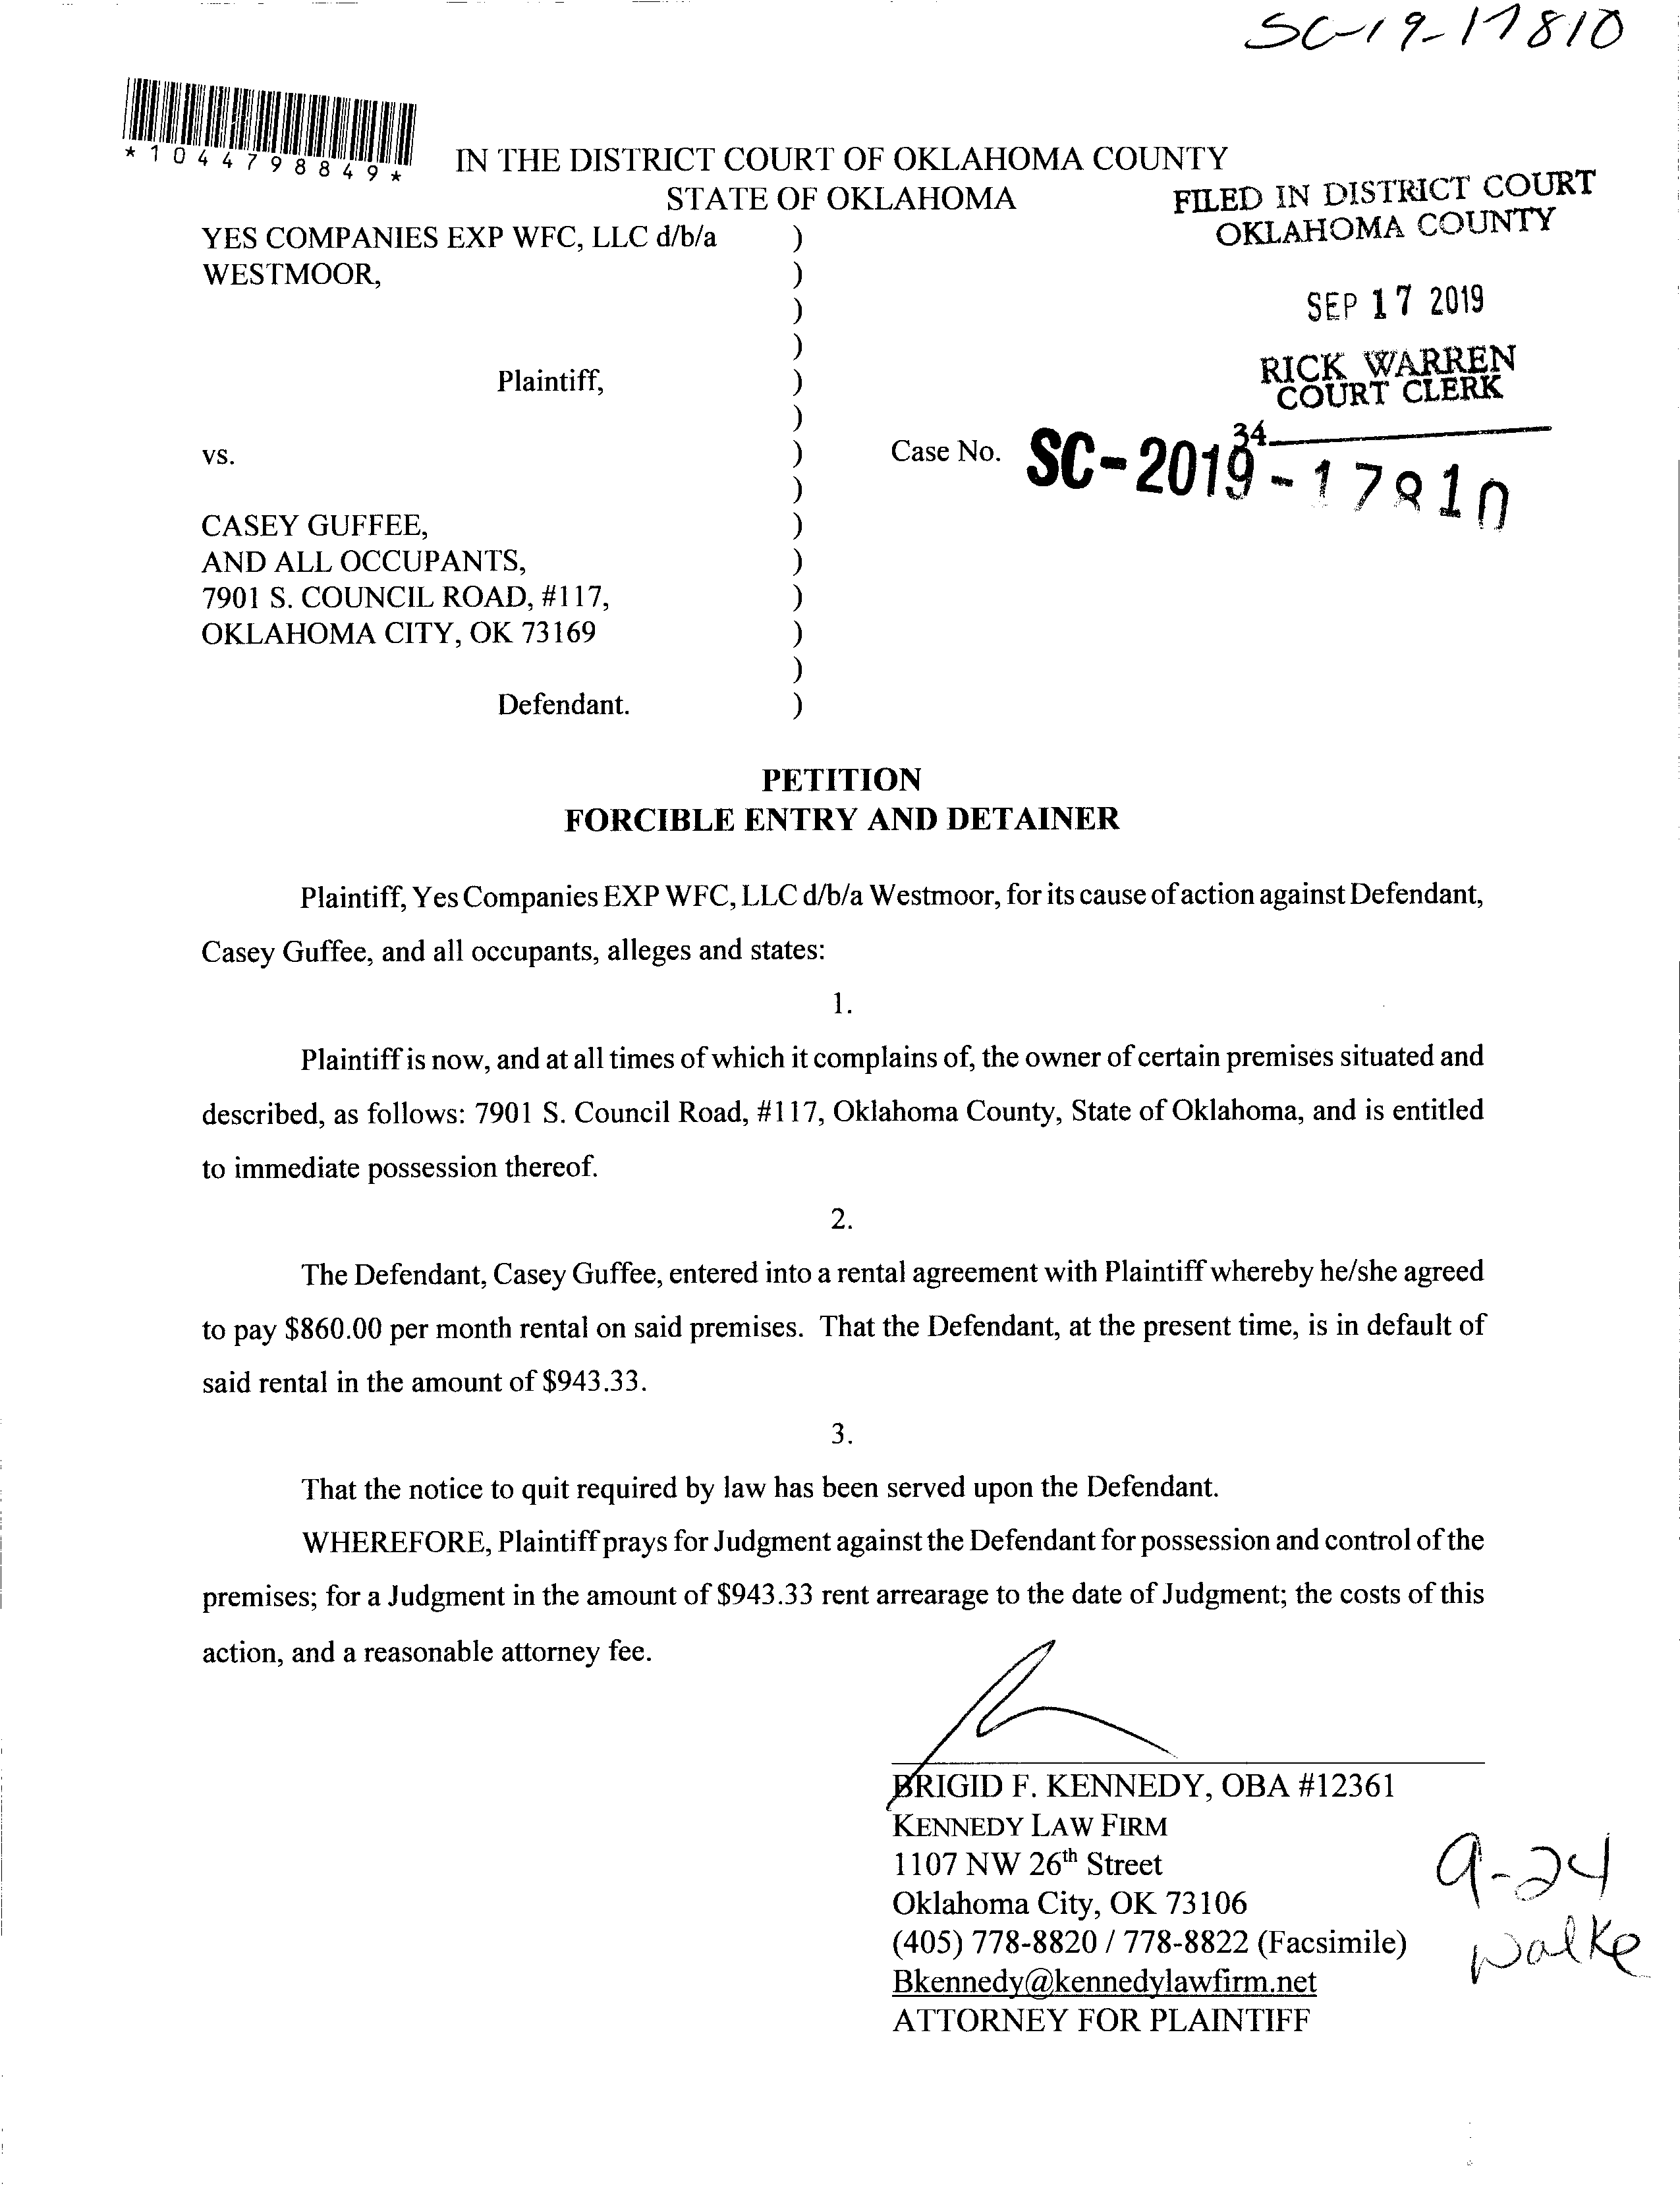 SC-19-17810
*1044798849*
IN THE DISTRICT COURT OF OKLAHOMA COUNTY
STATE OF OKLAHOMA
FILED IN DISTRICT COURT
OKLAHOMA COUNTY
SEP 17 2019
RICK WARREN
COURT CLERK
34
YES COMPANIES EXP WFC, LLC d/b/a )
WESTMOOR, )
)
)
Plaintiff, )
)
vs. ) Case No. SC-2019-17810
)
CASEY GUFFEE, )
AND ALL OCCUPANTS, )
7901 S. COUNCIL ROAD, #117, )
OKLAHOMA CITY, OK 73169 )
)
Defendant. )
PETITION
FORCIBLE ENTRY AND DETAINER
Plaintiff, Yes Companies EXP WFC, LLC d/b/a Westmoor, for its cause of action against Defendant,
Casey Guffee, and all occupants, alleges and states:
1.
Plaintiff is now, and at all times of which it complains of, the owner of certain premises situated and
described, as follows: 7901 S. Council Road, #117, Oklahoma County, State of Oklahoma, and is entitled
to immediate possession thereof.
2.
The Defendant, Casey Guffee, entered into a rental agreement with Plaintiff whereby he/she agreed
to pay $860.00 per month rental on said premises. That the Defendant, at the present time, is in default of
said rental in the amount of $943.33.
3.
That the notice to quit required by law has been served upon the Defendant.
WHEREFORE, Plaintiff prays for Judgment against the Defendant for possession and control of the
premises; for a Judgment in the amount of $943.33 rent arrearage to the date of Judgment; the costs of this
action, and a reasonable attorney fee.
BRIGID F. KENNEDY, OBA #12361
KENNEDY LAW FIRM
1107 NW 26th Street
Oklahoma City, OK 73106
(405) 778-8820 / 778-8822 (Facsimile)
Bkennedy@kennedylawfirm.net
ATTORNEY FOR PLAINTIFF
9-24
Walke